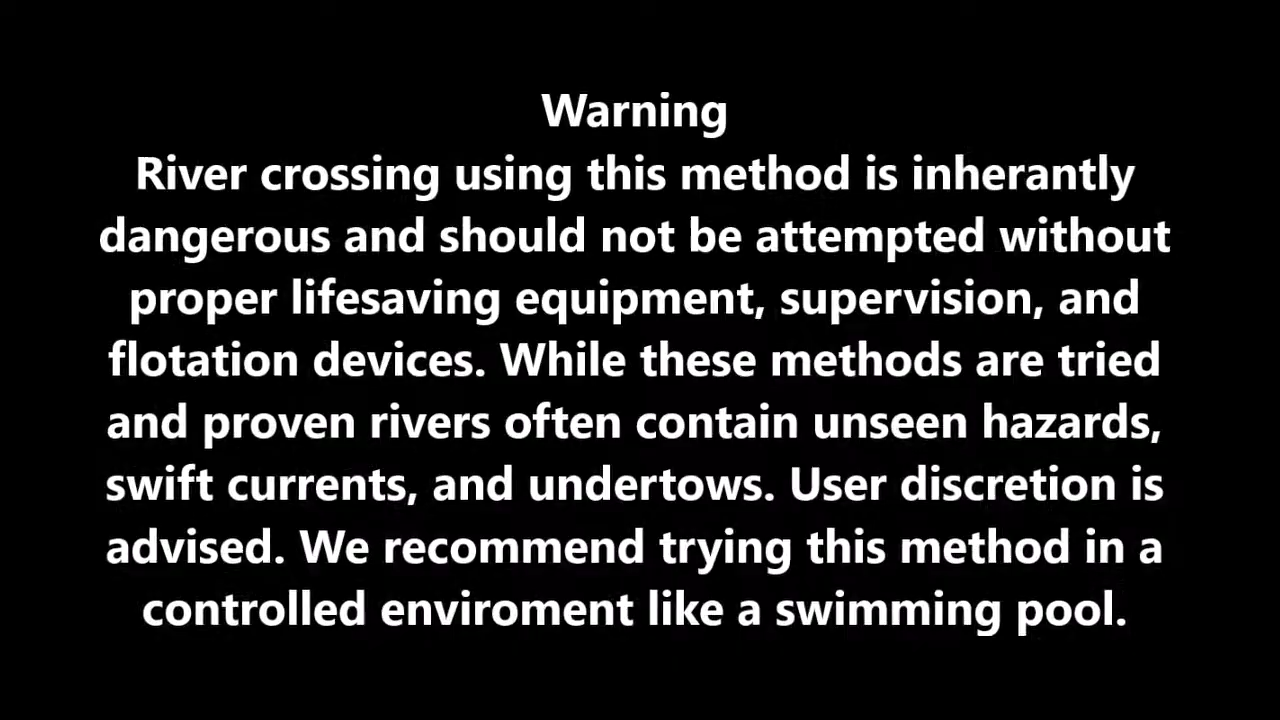 Warning
River crossing using this method is inherantly
dangerous and should not be attempted without
proper lifesaving equipment, supervision, and
flotation devices. While these methods are tried
and proven rivers often contain unseen hazards,
swift currents, and undertows. User discretion is
advised. We recommend trying this method in a
controlled enviroment like a swimming pool.